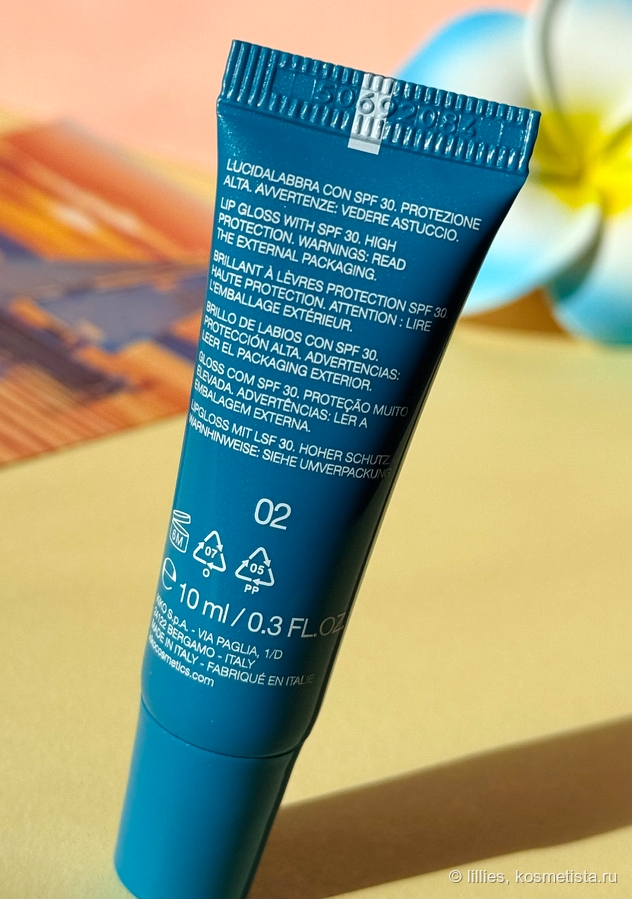 LUCIDALABBRA CON SPF 30. PROTEZIONE
ALTA. AVVERTENZE: VEDERE ASTUCCIO.
LIP GLOSS WITH SPF 30. HIGH
PROTECTION. WARNINGS: READ
THE EXTERNAL PACKAGING.
BRILLANT À LÈVRES PROTECTION SPF 30
HAUTE PROTECTION. ATTENTION : LIRE
L'EMBALLAGE EXTÉRIEUR.
BRILLO DE LABIOS CON SPF 30.
PROTECCIÓN ALTA. ADVERTENCIAS:
LEER EL PACKAGING EXTERIOR.
GLOSS COM SPF 30. PROTEÇÃO MUITO
ELEVADA. ADVERTÊNCIAS: LER A
EMBALAGEM EXTERNA.
LIPGLOSS MIT LSF 30. HOHER SCHUTZ.
WARNHINWEISE: SIEHE UMVERPACKUNG
02
6M
07
O
05
PP
e 10 ml / 0.3 FL. OZ
KIKO S.p.A. - VIA PAGLIA, 1/D
24122 BERGAMO - ITALY
MADE IN ITALY - FABRIQUÉ EN ITALIE
kikocosmetics.com
© lillies, kosmetista.ru